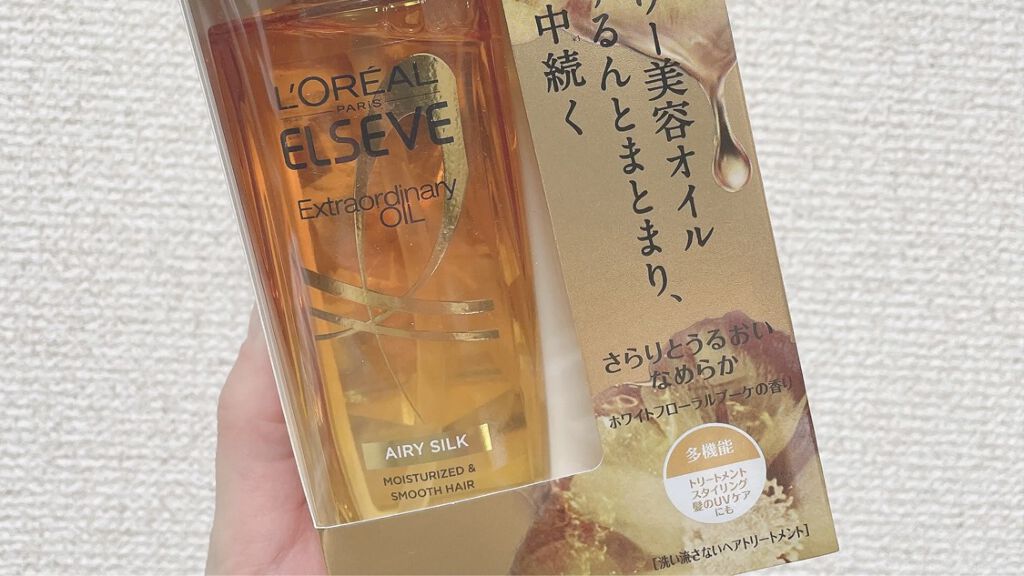 L'ORÉAL
PARIS
ELSEVE
Extraordinary
OIL
AIRY SILK
MOISTURIZED &
SMOOTH HAIR
ー美容オイル
るんとまとまり、
中続く
さらりとうるおい
なめらか
ホワイトフローラルブーケの香り
多機能
トリートメント
スタイリング
髪のUVケア
にも
[洗い流さないヘアトリートメント]